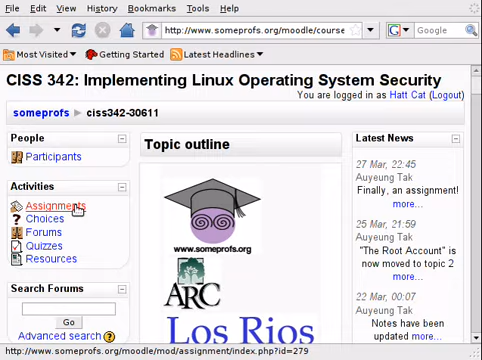 File Edit View History Bookmarks Tools Help
http://www.someprofs.org/moodle/course
Google
Most Visited Getting Started Latest Headlines
CISS 342: Implementing Linux Operating System Security
You are logged in as Hatt Cat (Logout)
someprofs ► ciss342-30611
People
Participants
Activities
Assignments
Choices
Forums
Quizzes
Resources
Search Forums
Go
Advanced search
Topic outline
www.someprofs.org
ARC
Los Rios
Latest News
27 Mar, 22:45
Auyeung Tak
Finally, an assignment!
more...
25 Mar, 21:59
Auyeung Tak
"The Root Account" is
now moved to topic 2
more...
22 Mar, 00:07
Auyeung Tak
Notes have been
updated more...
http://www.someprofs.org/moodle/mod/assignment/index.php?id=279